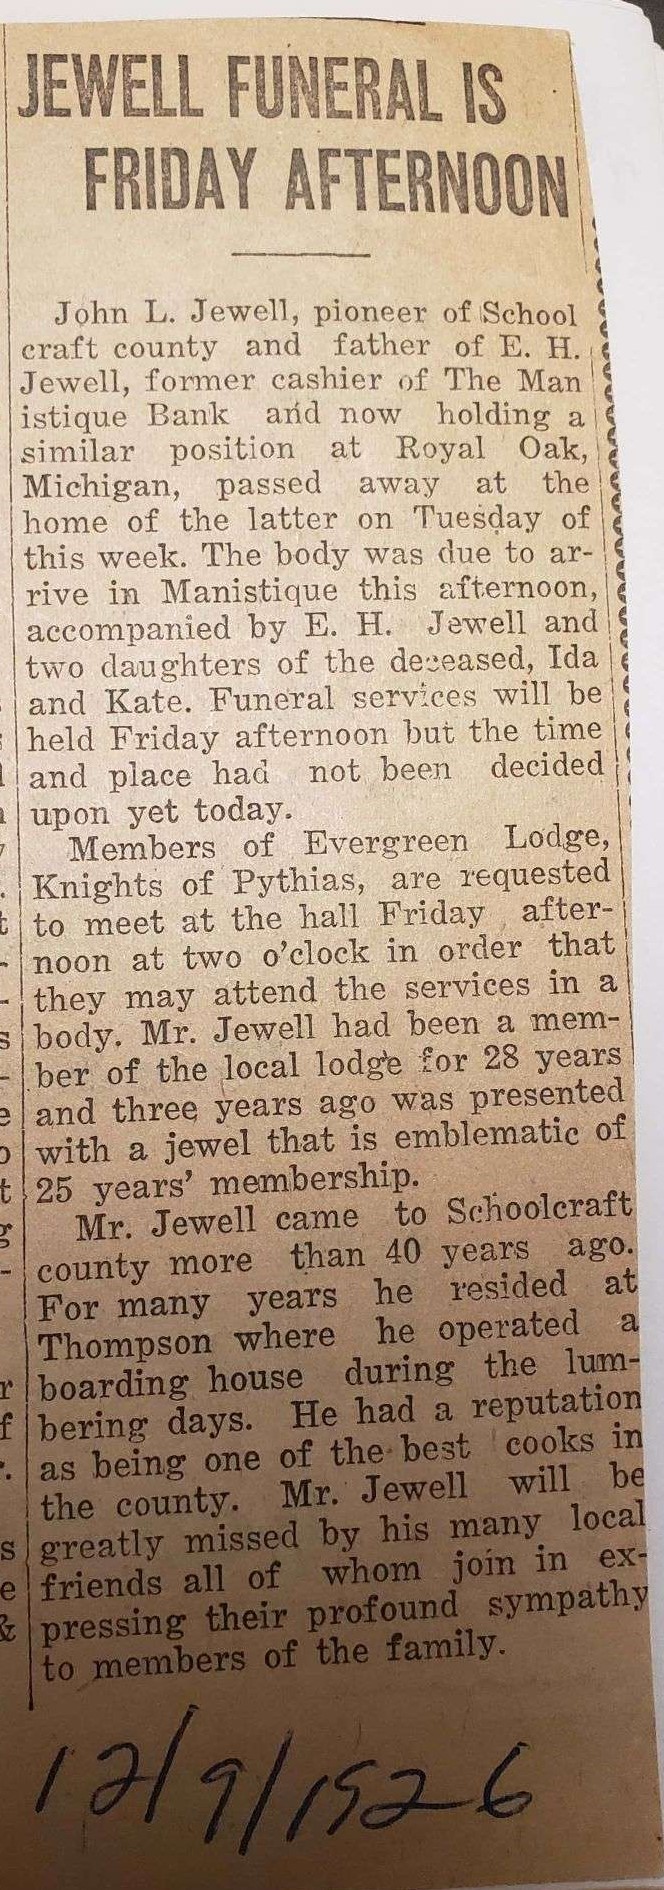 JEWELL FUNERAL IS
FRIDAY AFTERNOON
John L. Jewell, pioneer of School
craft county and father of E. H.
Jewell, former cashier of The Man
istique Bank and now holding a
similar position at Royal Oak,
Michigan, passed away at the
home of the latter on Tuesday of
this week. The body was due to ar-
rive in Manistique this afternoon,
accompanied by E. H. Jewell and
two daughters of the deceased, Ida
and Kate. Funeral services will be
held Friday afternoon but the time
and place had not been decided
upon yet today.
Members of Evergreen Lodge,
Knights of Pythias, are requested
to meet at the hall Friday after-
noon at two o'clock in order that
they may attend the services in a
body. Mr. Jewell had been a mem-
ber of the local lodge for 28 years
and three years ago was presented
with a jewel that is emblematic of
25 years' membership.
Mr. Jewell came to Schoolcraft
county more than 40 years ago.
For many years he resided at
Thompson where he operated a
boarding house during the lum-
bering days. He had a reputation
as being one of the best cooks in
the county. Mr. Jewell will be
greatly missed by his many local
friends all of whom join in ex-
pressing their profound sympathy
to members of the family.
12/9/1926